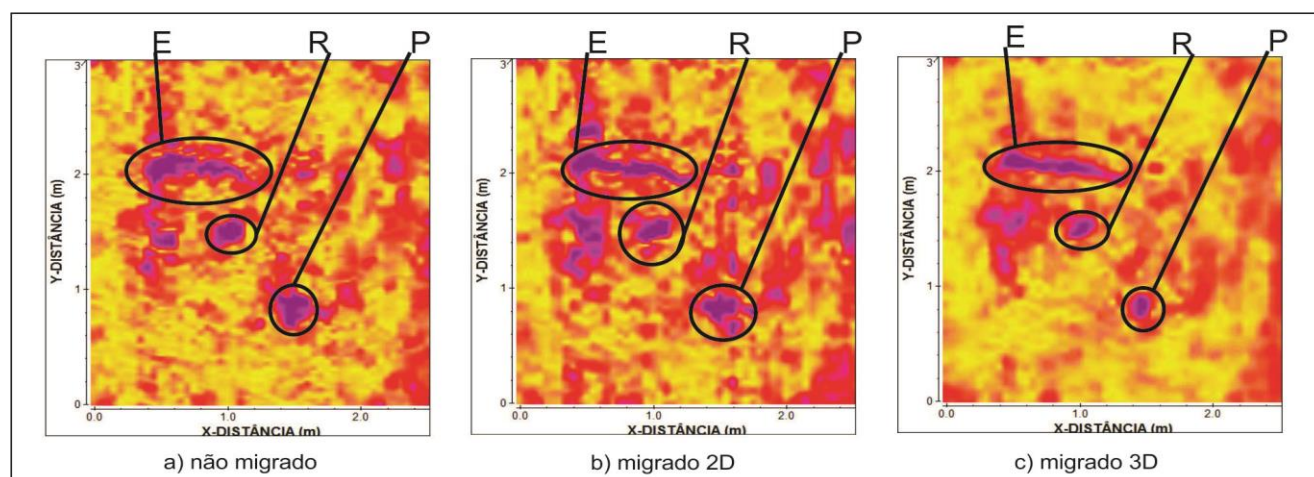 E R P
3
2
1
0
Y-DISTÂNCIA (m)
0.0 1.0 2.0
X-DISTÂNCIA (m)
a) não migrado
E R P
3
2
1
0
Y-DISTÂNCIA (m)
0.0 1.0 2.0
X-DISTÂNCIA (m)
b) migrado 2D
E R P
3
2
1
0
Y-DISTÂNCIA (m)
0.0 1.0 2.0
X-DISTÂNCIA (m)
c) migrado 3D